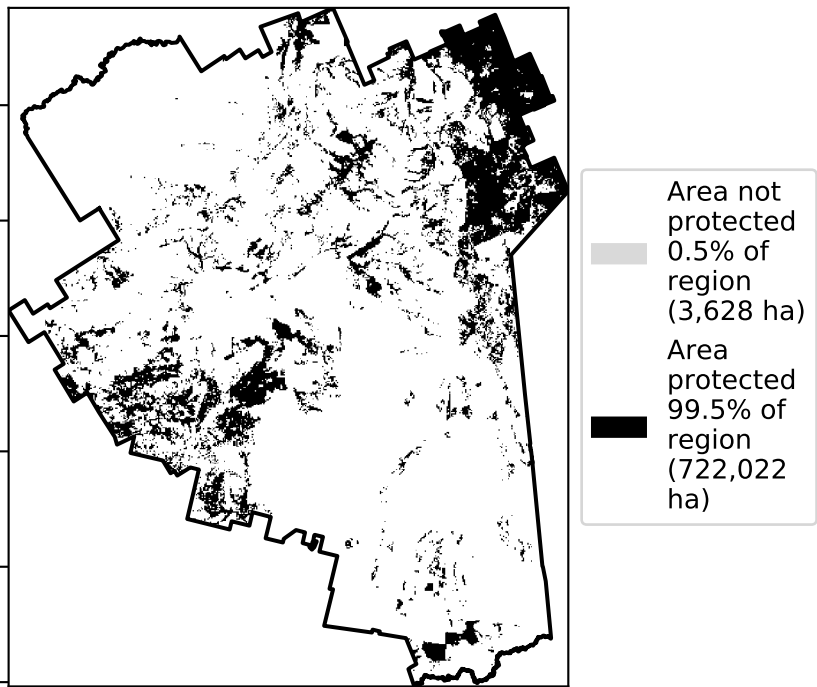 Area not
protected
0.5% of
region
(3,628 ha)
Area
protected
99.5% of
region
(722,022
ha)